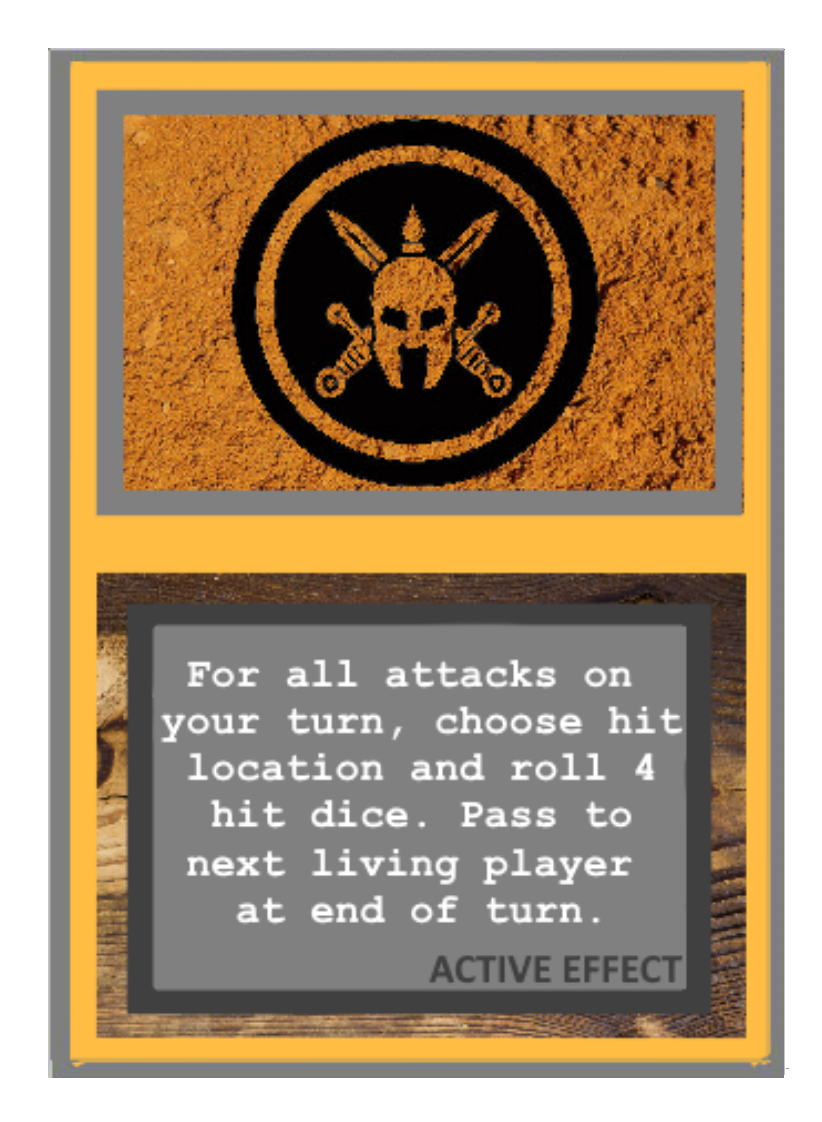 For all attacks on
your turn, choose hit
location and roll 4
hit dice. Pass to
next living player
at end of turn.
ACTIVE EFFECT